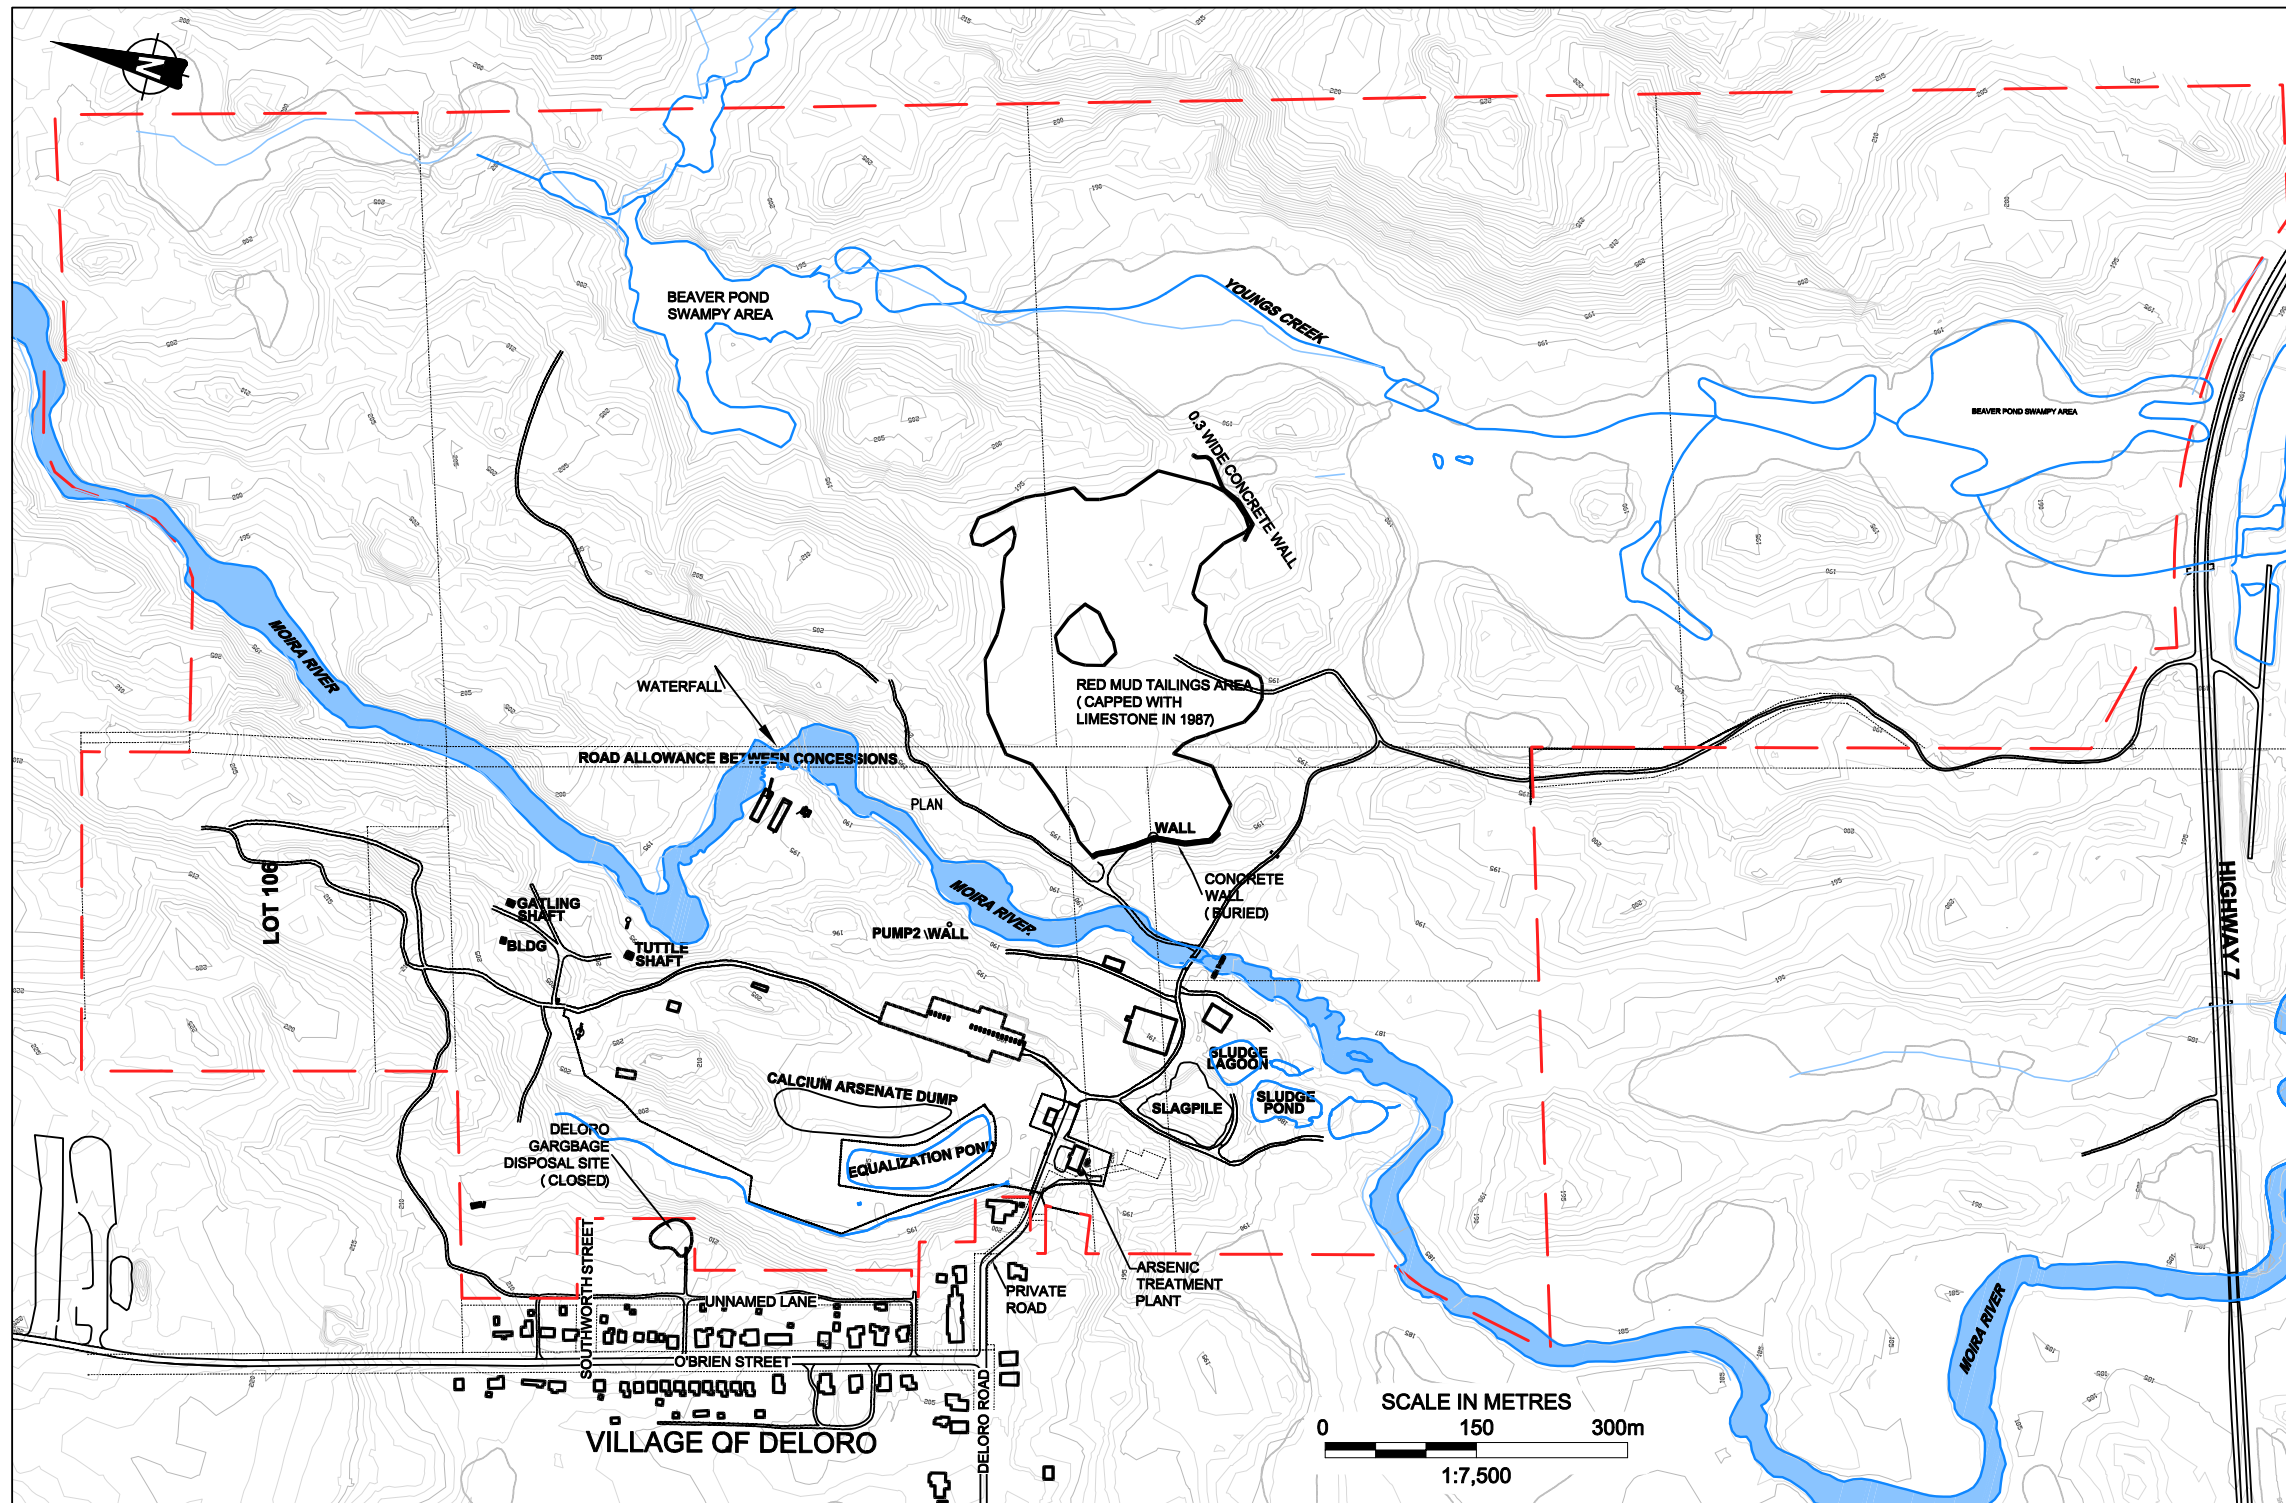 N
BEAVER POND
SWAMPY AREA
YOUNGS CREEK
BEAVER POND SWAMPY AREA
0.3 WIDE CONCRETE WALL
MOIRA RIVER
WATERFALL
RED MUD TAILINGS AREA
( CAPPED WITH
LIMESTONE IN 1987)
ROAD ALLOWANCE BETWEEN CONCESSIONS
PLAN
WALL
CONCRETE
WALL
( BURIED)
LOT 106
GATLING
SHAFT
BLDG
TUTTLE
SHAFT
MOIRA RIVER
PUMP2 WALL
HIGHWAY 7
SLUDGE
LAGOON
CALCIUM ARSENATE DUMP
SLAGPILE
SLUDGE
POND
DELORO
GARGBAGE
DISPOSAL SITE
( CLOSED)
EQUALIZATION POND
SOUTHWORTH STREET
UNNAMED LANE
PRIVATE
ROAD
ARSENIC
TREATMENT
PLANT
MOIRA RIVER
O'BRIEN STREET
DELORO ROAD
VILLAGE OF DELORO
SCALE IN METRES
0 150 300m
1:7,500